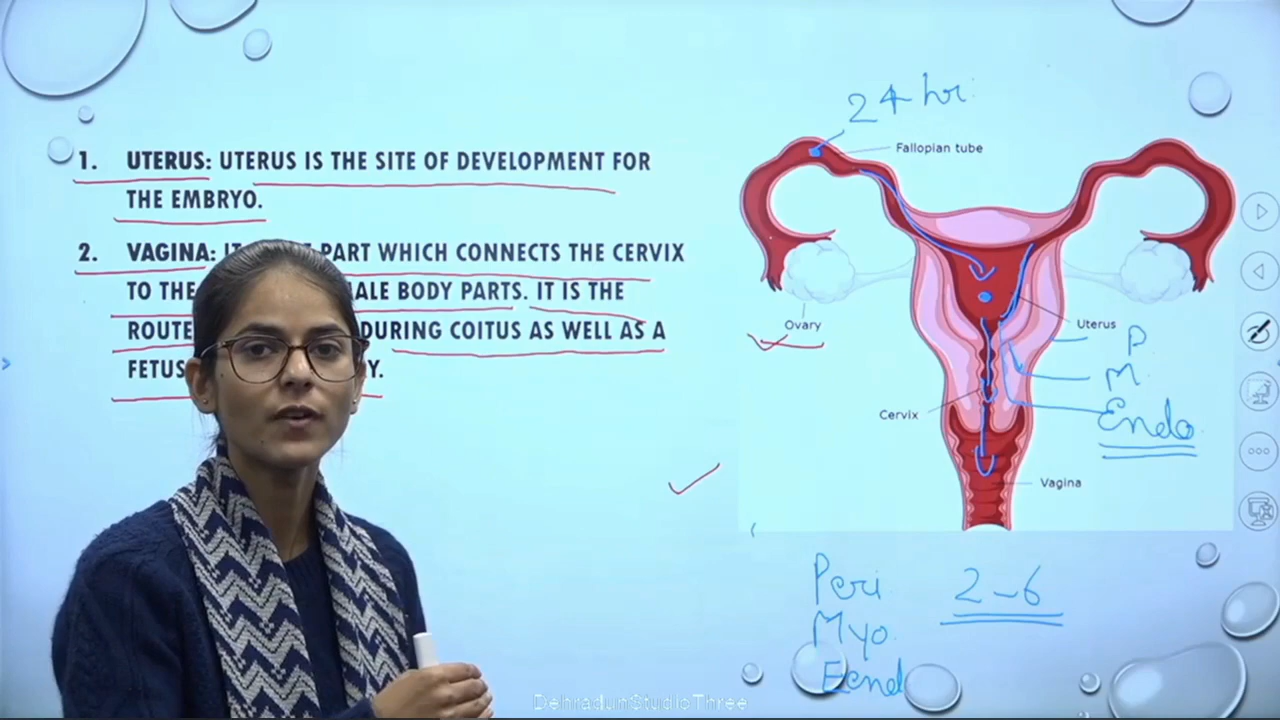 24 hr.
Fallopian tube
1. UTERUS: UTERUS IS THE SITE OF DEVELOPMENT FOR
THE EMBRYO.
2. VAGINA: PART WHICH CONNECTS THE CERVIX
TO THE BODY PARTS. IT IS THE
ROUTE DURING COITUS AS WELL AS A
FETUS
Ovary
Uterus
P
M
Endo
Cervix
Vagina
Peri 2-6
Myo.
DehradunStudioThree